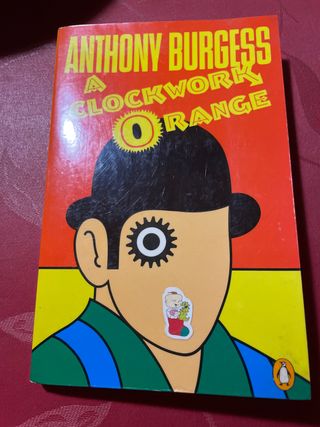 ANTHONY BURGESS
A
CLOCKWORK
ORANGE